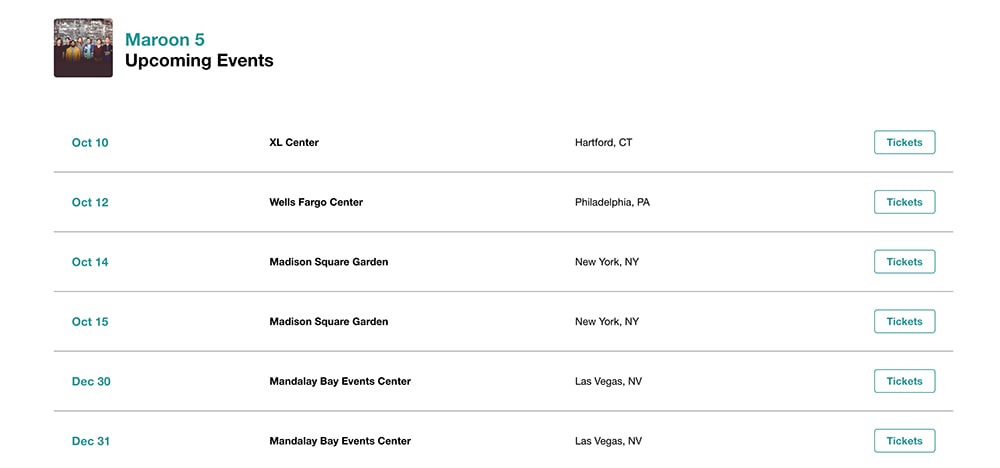 Maroon 5
Upcoming Events
Oct 10 XL Center Hartford, CT Tickets
Oct 12 Wells Fargo Center Philadelphia, PA Tickets
Oct 14 Madison Square Garden New York, NY Tickets
Oct 15 Madison Square Garden New York, NY Tickets
Dec 30 Mandalay Bay Events Center Las Vegas, NV Tickets
Dec 31 Mandalay Bay Events Center Las Vegas, NV Tickets